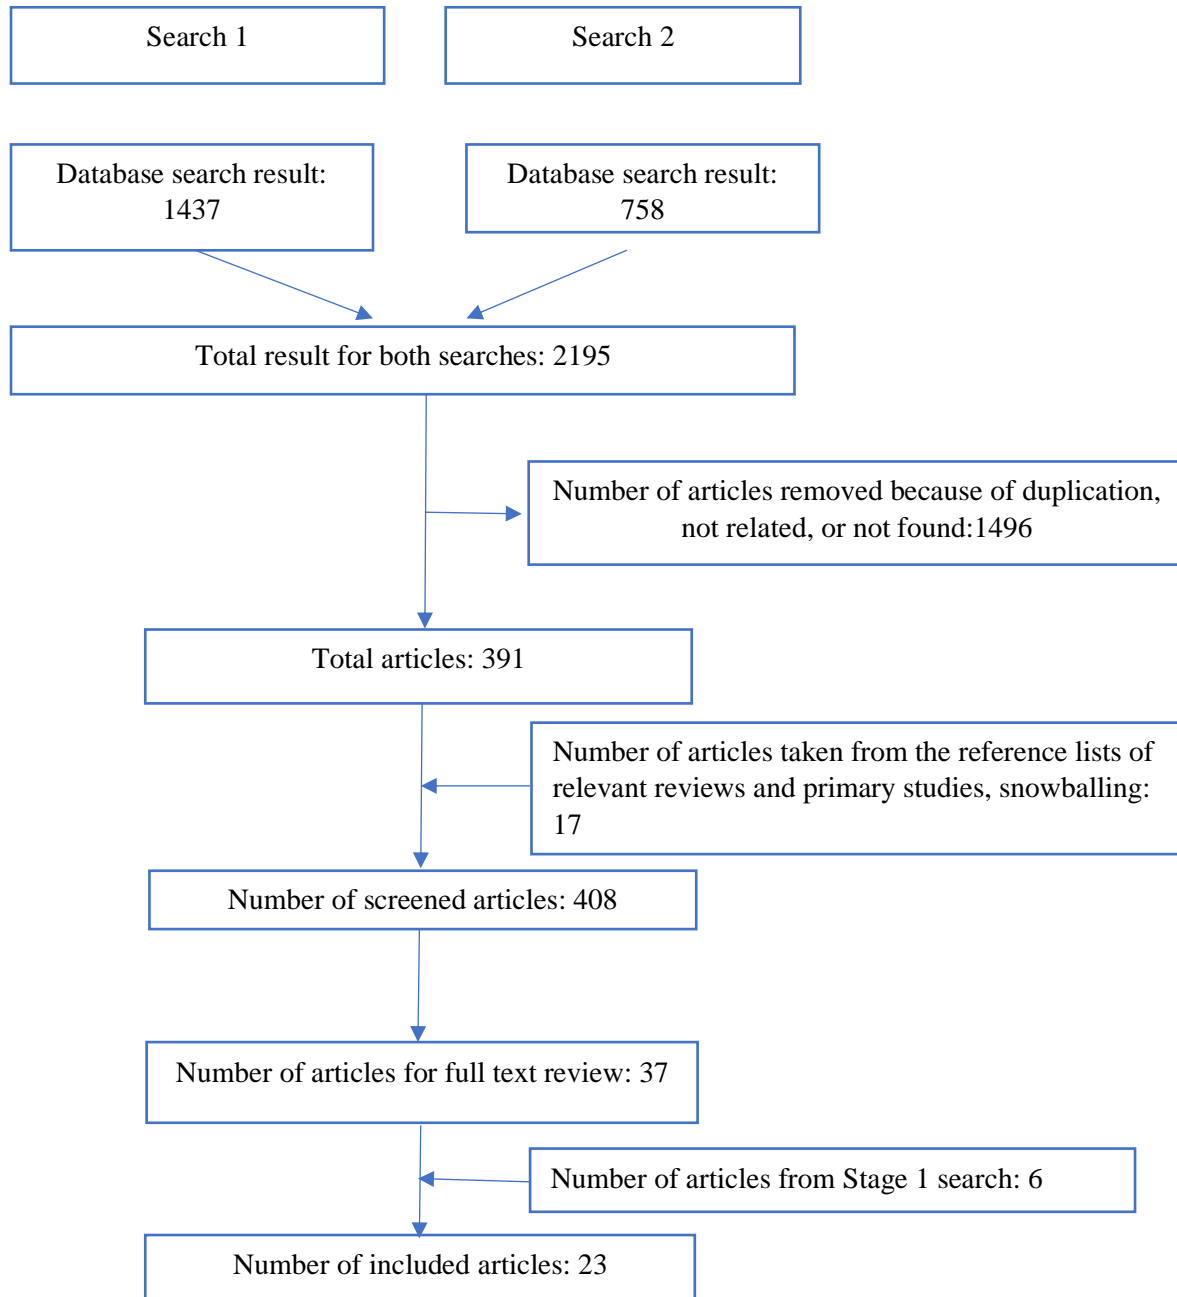 Search 1
Search 2
Database search result:
1437
Database search result:
758
Total result for both searches: 2195
Number of articles removed because of duplication,
not related, or not found:1496
Total articles: 391
Number of articles taken from the reference lists of
relevant reviews and primary studies, snowballing:
17
Number of screened articles: 408
Number of articles for full text review: 37
Number of articles from Stage 1 search: 6
Number of included articles: 23